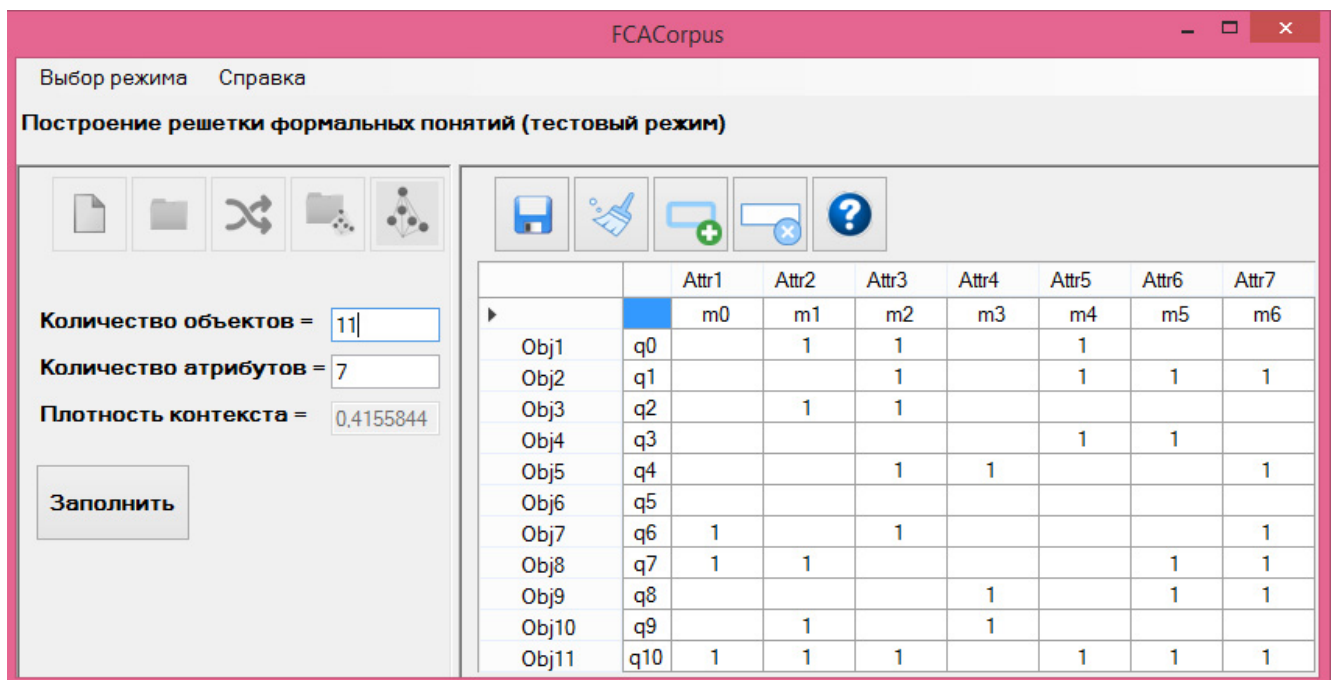 FCACorpus
Выбор режима Справка
Построение решетки формальных понятий (тестовый режим)
Количество объектов = 11
Количество атрибутов = 7
Плотность контекста = 0,4155844
Заполнить
Attr1 Attr2 Attr3 Attr4 Attr5 Attr6 Attr7
m0 m1 m2 m3 m4 m5 m6
Obj1 q0 1 1 1
Obj2 q1 1 1 1 1
Obj3 q2 1 1
Obj4 q3 1 1
Obj5 q4 1 1 1
Obj6 q5
Obj7 q6 1 1 1
Obj8 q7 1 1 1 1
Obj9 q8 1 1 1
Obj10 q9 1 1
Obj11 q10 1 1 1 1 1 1